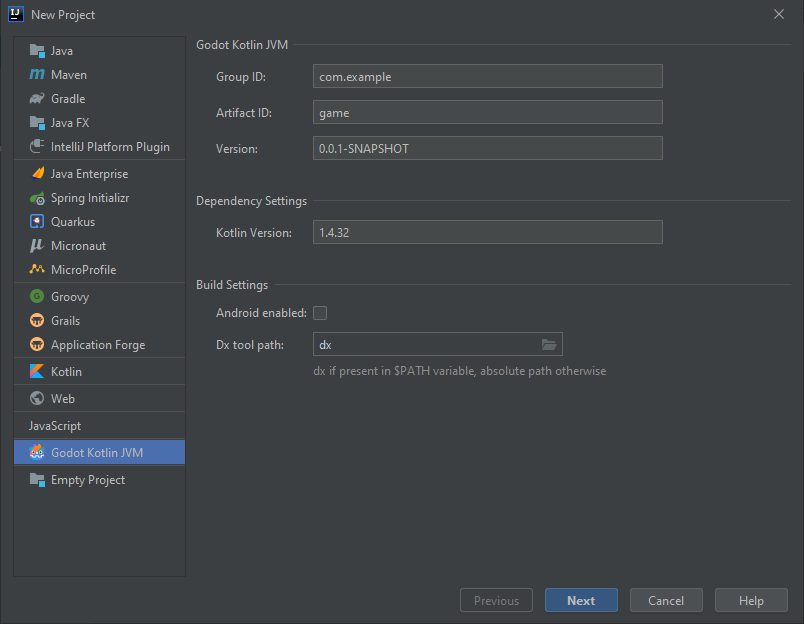 New Project
Java
Maven
Gradle
Java FX
IntelliJ Platform Plugin
Java Enterprise
Spring Initializr
Quarkus
Micronaut
MicroProfile
Groovy
Grails
Application Forge
Kotlin
Web
JavaScript
Godot Kotlin JVM
Empty Project
Godot Kotlin JVM
Group ID: com.example
Artifact ID: game
Version: 0.0.1-SNAPSHOT
Dependency Settings
Kotlin Version: 1.4.32
Build Settings
Android enabled:
Dx tool path: dx
dx if present in $PATH variable, absolute path otherwise
Previous Next Cancel Help